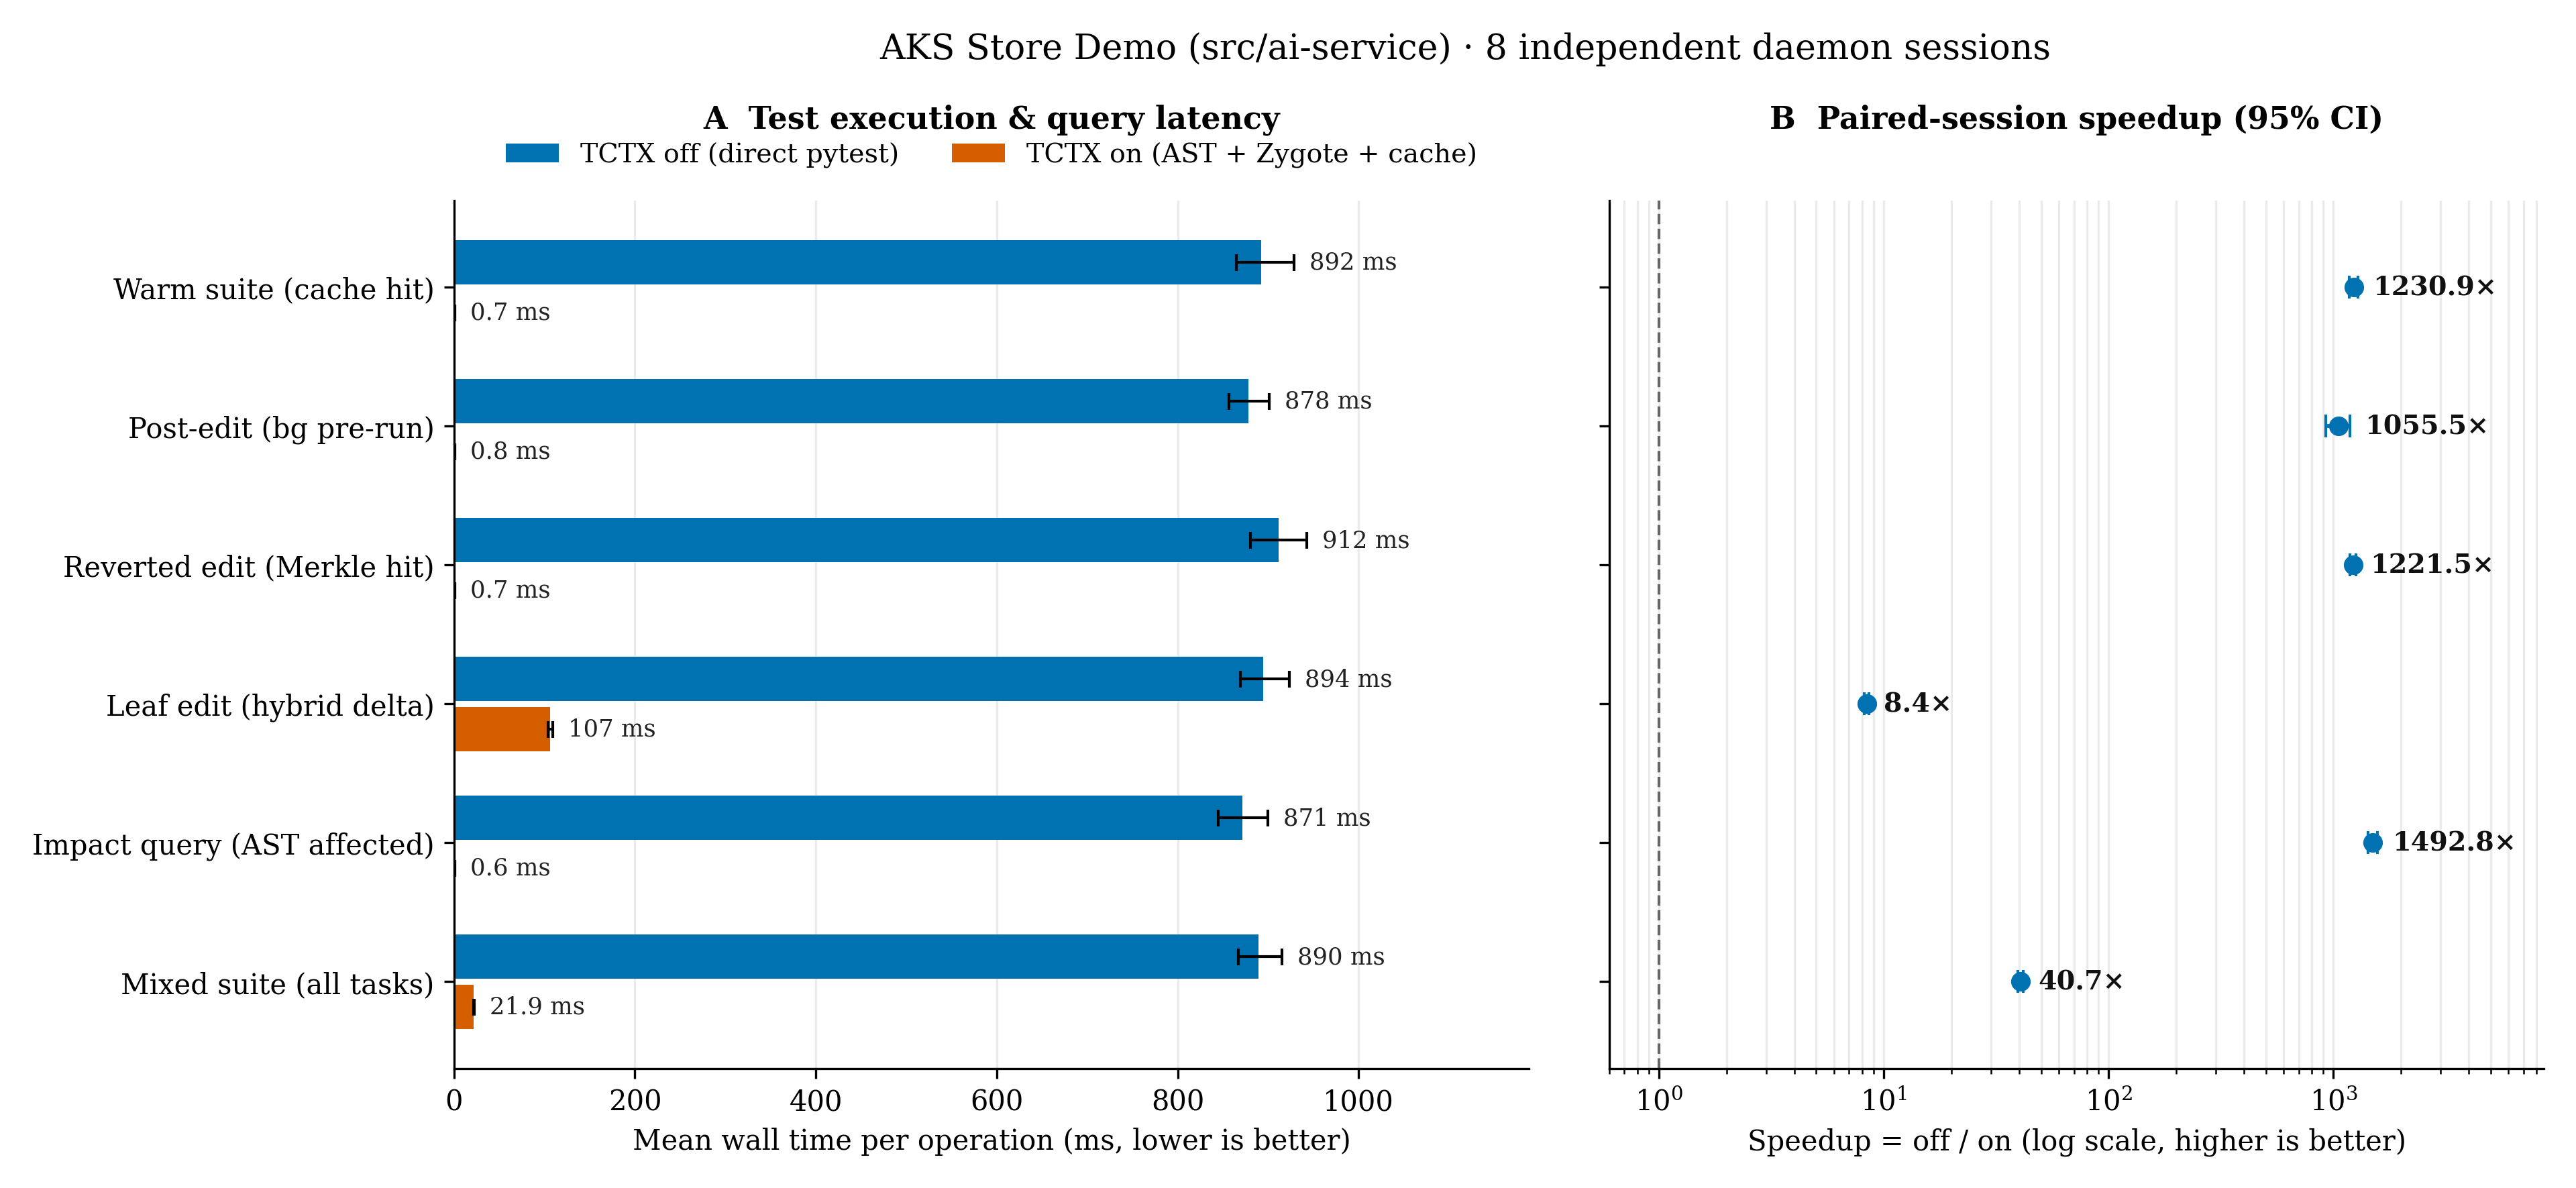 AKS Store Demo (src/ai-service) · 8 independent daemon sessions
A  Test execution & query latency
TCTX off (direct pytest)
TCTX on (AST + Zygote + cache)
Warm suite (cache hit)
892 ms
0.7 ms
Post-edit (bg pre-run)
878 ms
0.8 ms
Reverted edit (Merkle hit)
912 ms
0.7 ms
Leaf edit (hybrid delta)
894 ms
107 ms
Impact query (AST affected)
871 ms
0.6 ms
Mixed suite (all tasks)
890 ms
21.9 ms
0 200 400 600 800 1000
Mean wall time per operation (ms, lower is better)
B  Paired-session speedup (95% CI)
1230.9×
1055.5×
1221.5×
8.4×
1492.8×
40.7×
10⁰ 10¹ 10² 10³
Speedup = off / on (log scale, higher is better)